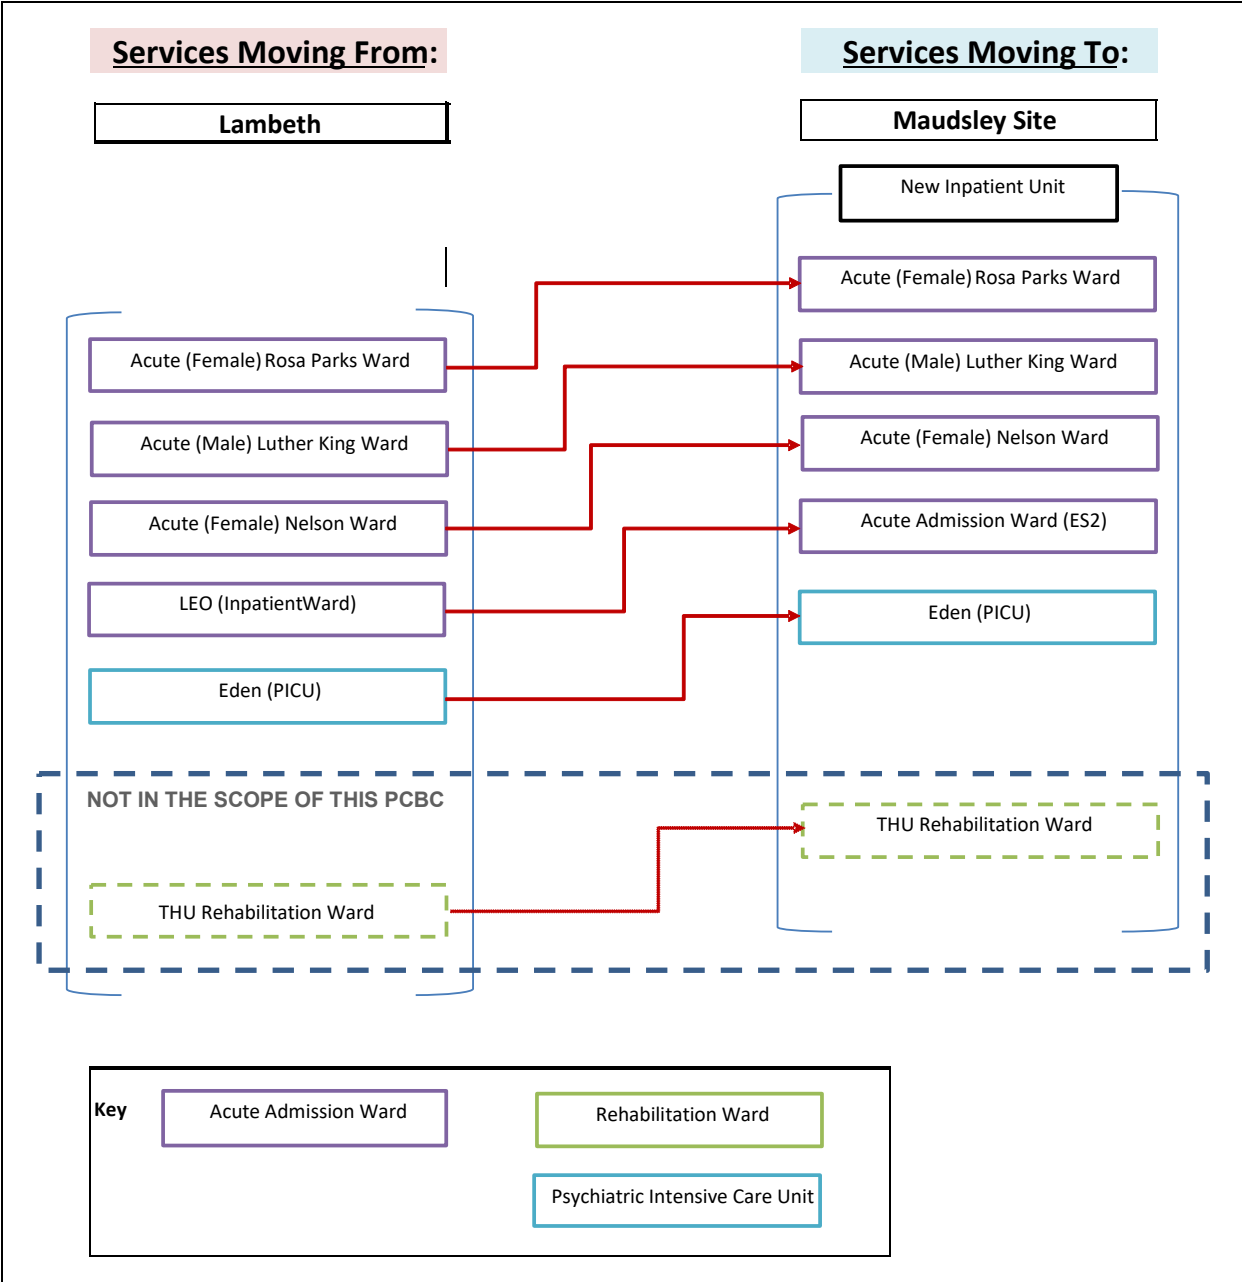 Services Moving From:
Services Moving To:
Lambeth
Maudsley Site
New Inpatient Unit
Acute (Female) Rosa Parks Ward
Acute (Female) Rosa Parks Ward
Acute (Male) Luther King Ward
Acute (Male) Luther King Ward
Acute (Female) Nelson Ward
Acute (Female) Nelson Ward
Acute Admission Ward (ES2)
LEO (InpatientWard)
Eden (PICU)
Eden (PICU)
NOT IN THE SCOPE OF THIS PCBC
THU Rehabilitation Ward
THU Rehabilitation Ward
Key
Acute Admission Ward
Rehabilitation Ward
Psychiatric Intensive Care Unit